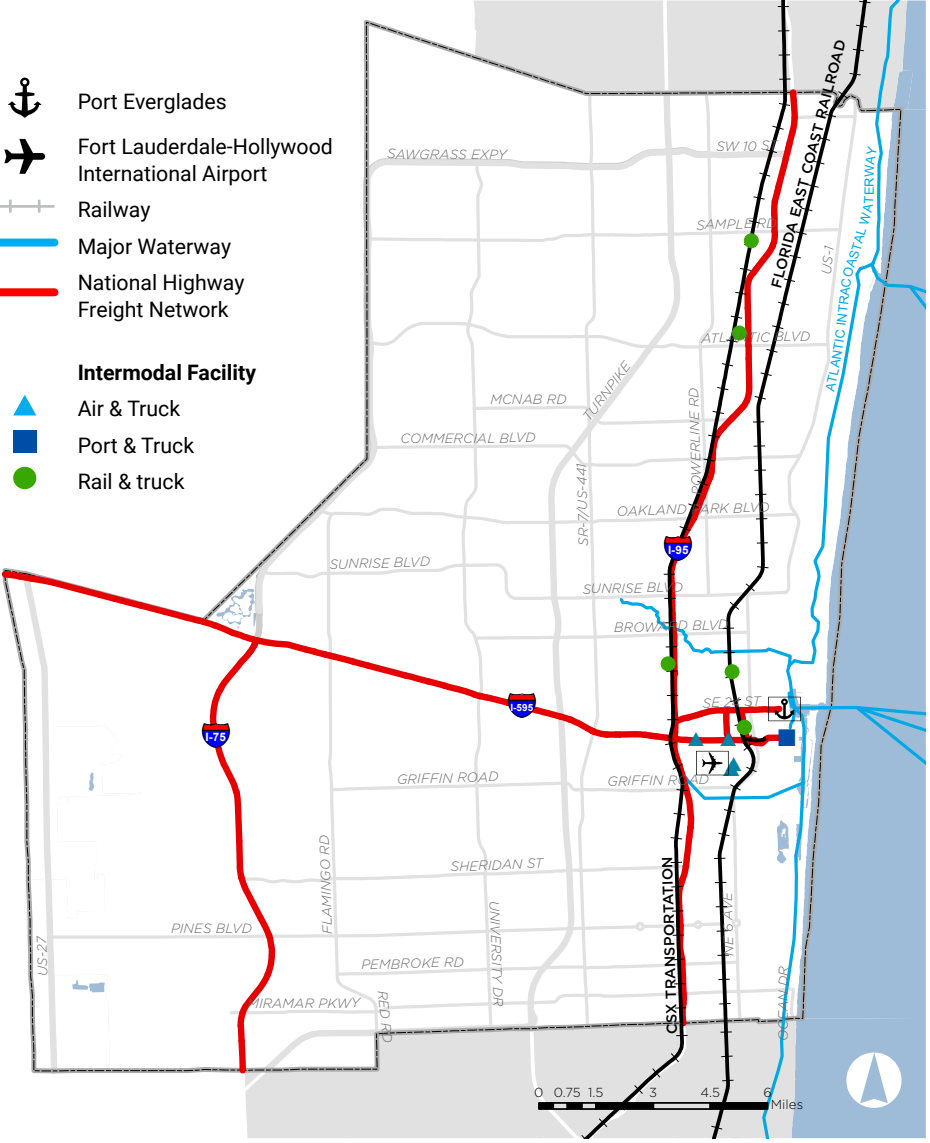 Port Everglades
Fort Lauderdale-Hollywood
International Airport
Railway
Major Waterway
National Highway
Freight Network
Intermodal Facility
Air & Truck
Port & Truck
Rail & truck
SAWGRASS EXPY
SW 10 S
FLORIDA EAST COAST RAILROAD
SAMPLE RD
US-1
ATLANTIC INTRACOASTAL WATERWAY
ATLANTIC BLVD
TURNPIKE
MCNAB RD
POWERLINE RD
COMMERCIAL BLVD
SR-7/US-441
OAKLAND PARK BLVD
I-95
SUNRISE BLVD
SUNRISE BLVD
BROWARD BLVD
I-595
SE 24 ST
I-75
GRIFFIN ROAD
GRIFFIN ROAD
FLAMINGO RD
SHERIDAN ST
CSX TRANSPORTATION
NE 6 AVE
UNIVERSITY DR
PINES BLVD
US-27
PEMBROKE RD
MIRAMAR PKWY
RED RD
OCEAN DR
0 0.75 1.5 3 4.5 6
Miles